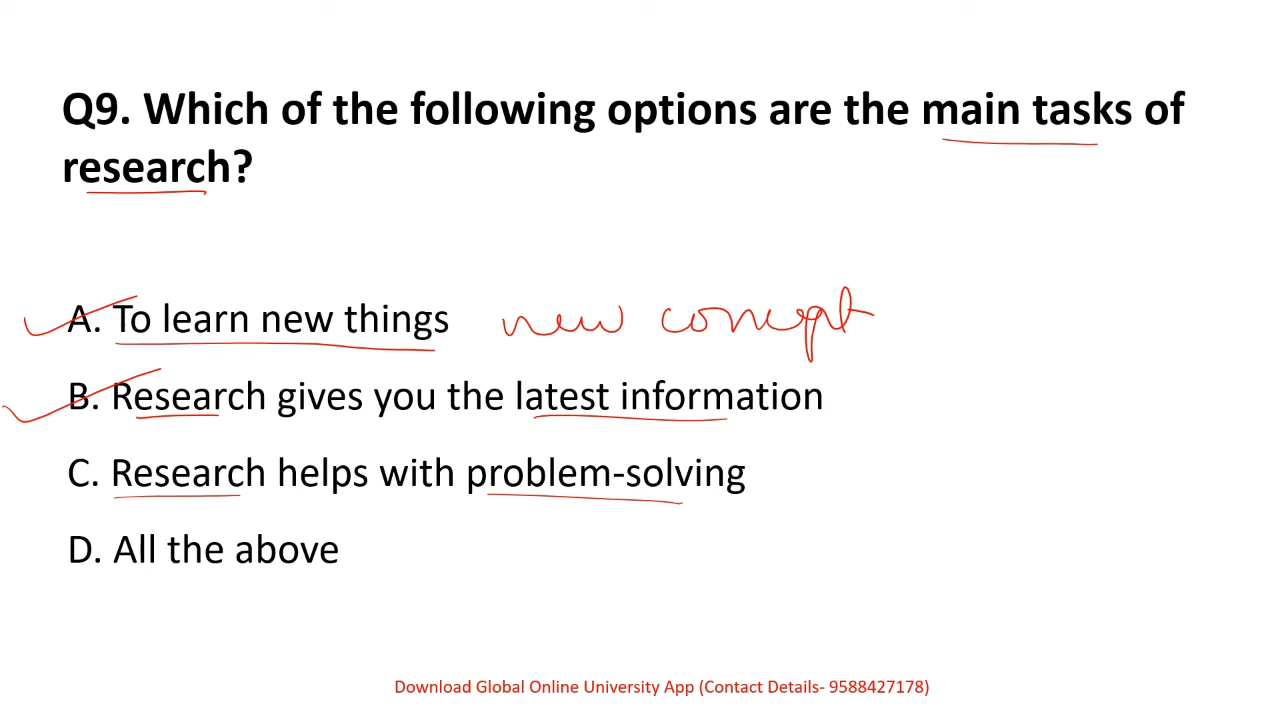 Q9. Which of the following options are the main tasks of
research?
A. To learn new things new concept
B. Research gives you the latest information
C. Research helps with problem-solving
D. All the above
Download Global Online University App (Contact Details- 9588427178)